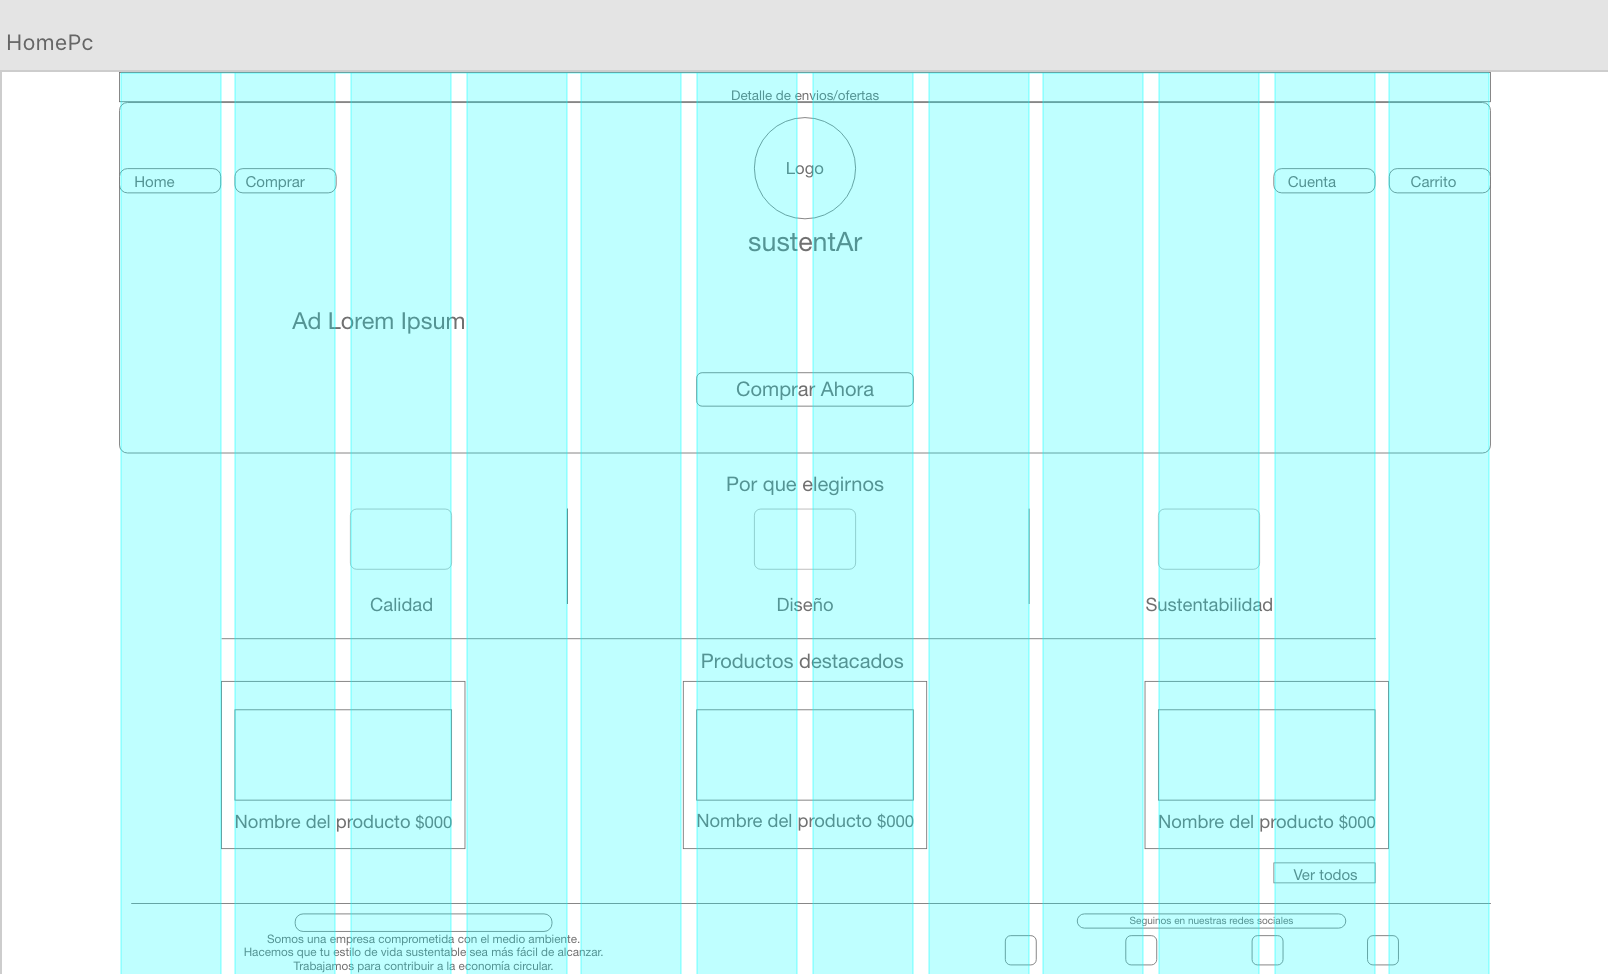 HomePc
Detalle de envios/ofertas
Logo
Home
Comprar
Cuenta
Carrito
sustentAr
Ad Lorem Ipsum
Comprar Ahora
Por que elegirnos
Calidad
Diseño
Sustentabilidad
Productos destacados
Nombre del producto $000
Nombre del producto $000
Nombre del producto $000
Ver todos
Seguinos en nuestras redes sociales
Somos una empresa comprometida con el medio ambiente.
Hacemos que tu estilo de vida sustentable sea más fácil de alcanzar.
Trabajamos para contribuir a la economía circular.